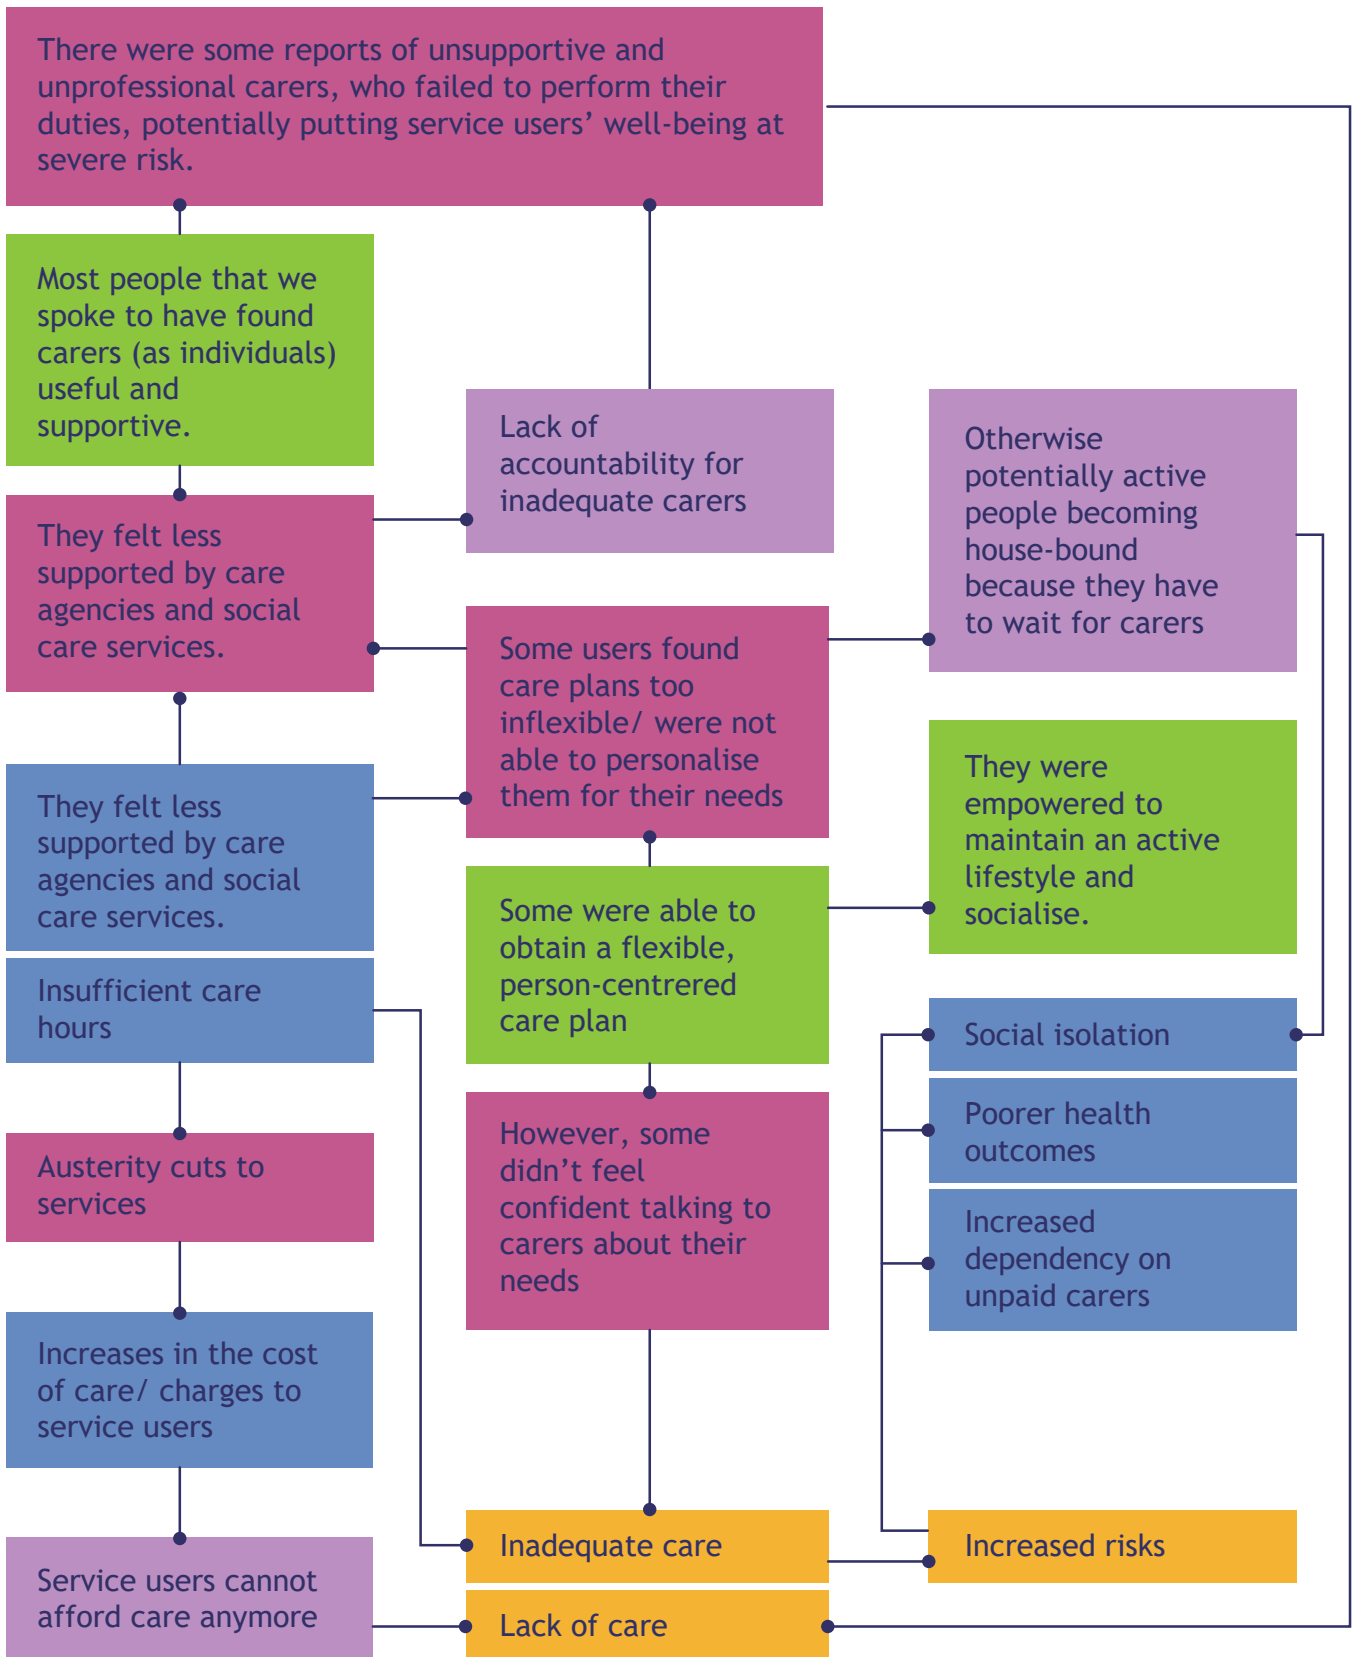 There were some reports of unsupportive and
unprofessional carers, who failed to perform their
duties, potentially putting service users’ well-being at
severe risk.
Most people that we
spoke to have found
carers (as individuals)
useful and
supportive.
Lack of
accountability for
inadequate carers
Otherwise
potentially active
people becoming
house-bound
because they have
to wait for carers
They felt less
supported by care
agencies and social
care services.
Some users found
care plans too
inflexible/ were not
able to personalise
them for their needs
They were
empowered to
maintain an active
lifestyle and
socialise.
They felt less
supported by care
agencies and social
care services.
Some were able to
obtain a flexible,
person-centrered
care plan
Insufficient care
hours
Social isolation
Poorer health
outcomes
Increased
dependency on
unpaid carers
However, some
didn’t feel
confident talking to
carers about their
needs
Austerity cuts to
services
Increases in the cost
of care/ charges to
service users
Inadequate care
Increased risks
Service users cannot
afford care anymore
Lack of care